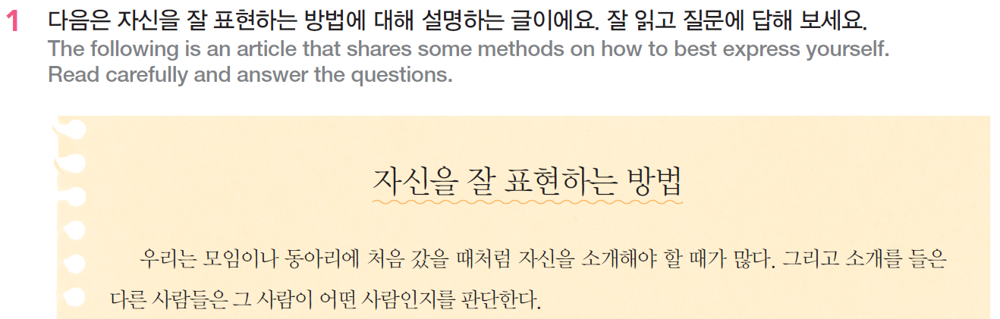 1 다음은 자신을 잘 표현하는 방법에 대해 설명하는 글이에요. 잘 읽고 질문에 답해 보세요.
The following is an article that shares some methods on how to best express yourself.
Read carefully and answer the questions.
자신을 잘 표현하는 방법
우리는 모임이나 동아리에 처음 갔을 때처럼 자신을 소개해야 할 때가 많다. 그리고 소개를 들은
다른 사람들은 그 사람이 어떤 사람인지를 판단한다.